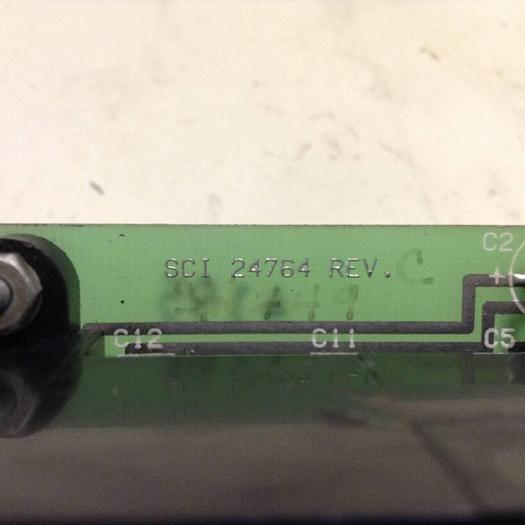 C2
SCI 24764 REV. C
+
C12 C11 C5